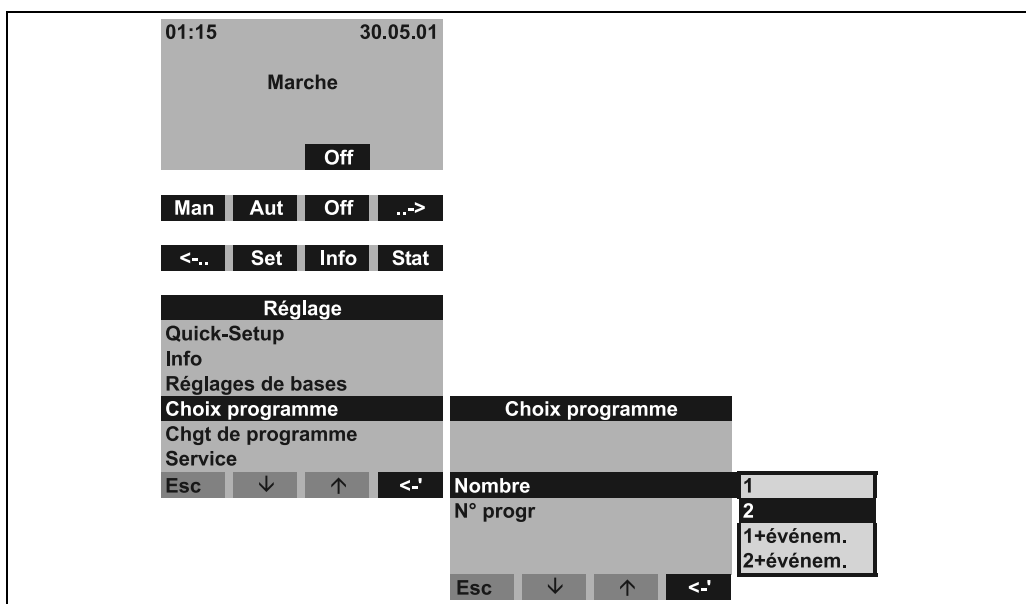 01:15 30.05.01
Marche
Off
Man Aut Off ..->
<-.. Set Info Stat
Réglage
Quick-Setup
Info
Réglages de bases
Choix programme
Chgt de programme
Service
Esc ↓ ↑ <-'
Choix programme
Nombre
N° progr
Esc ↓ ↑ <-'
1
2
1+événem.
2+événem.